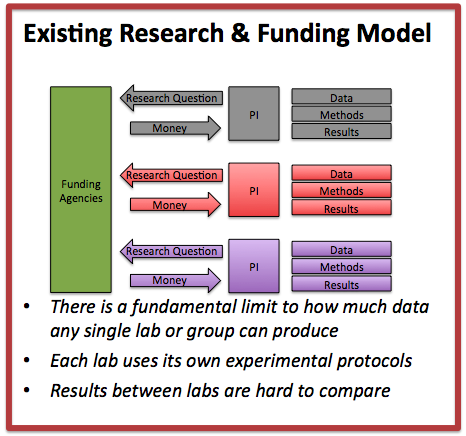 Existing Research & Funding Model
Funding
Agencies
Research Question
Money
PI
Data
Methods
Results
Research Question
Money
PI
Data
Methods
Results
Research Question
Money
PI
Data
Methods
Results
• There is a fundamental limit to how much data
any single lab or group can produce
• Each lab uses its own experimental protocols
• Results between labs are hard to compare